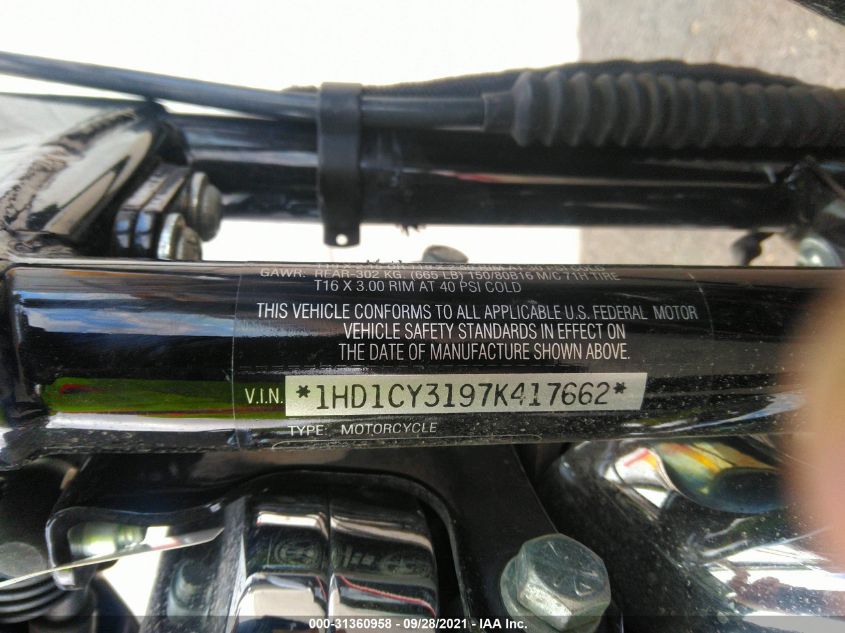 GAWR: REAR-302 KG. (665 LB) 150/80B16 M/C 71H TIRE
T16 X 3.00 RIM AT 40 PSI COLD
THIS VEHICLE CONFORMS TO ALL APPLICABLE U.S. FEDERAL MOTOR
VEHICLE SAFETY STANDARDS IN EFFECT ON
THE DATE OF MANUFACTURE SHOWN ABOVE.
V.I.N. *1HD1CY3197K417662*
TYPE: MOTORCYCLE
000-31360958 - 09/28/2021 - IAA Inc.